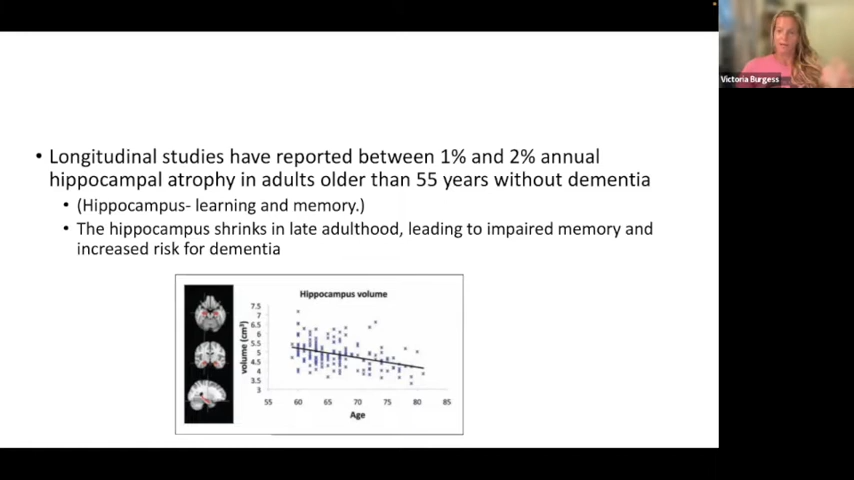 Victoria Burgess
• Longitudinal studies have reported between 1% and 2% annual
hippocampal atrophy in adults older than 55 years without dementia
• (Hippocampus- learning and memory.)
• The hippocampus shrinks in late adulthood, leading to impaired memory and
increased risk for dementia
Hippocampus volume
volume (cm³)
7.5
7
6.5
6
5.5
5
4.5
4
3.5
3
55 60 65 70 75 80 85
Age